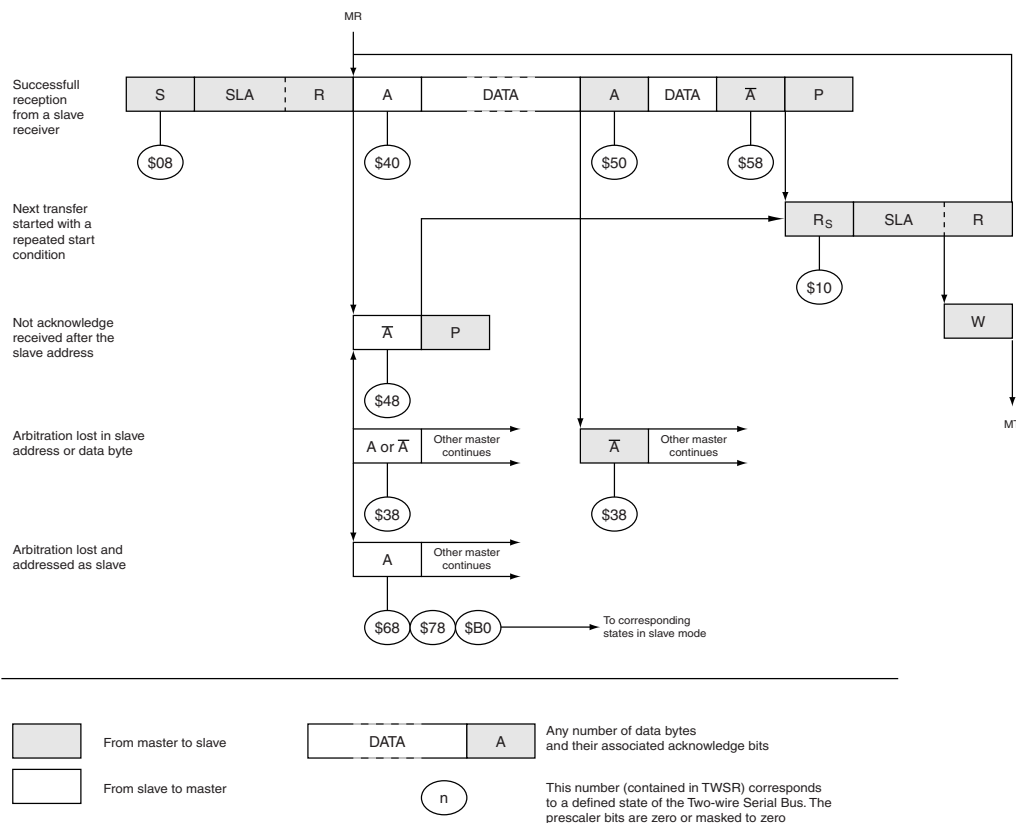 MR
Successfull
reception
from a slave
receiver
S SLA R A DATA A DATA A̅ P
$08 $40 $50 $58
Next transfer
started with a
repeated start
condition
RS SLA R
$10
Not acknowledge
received after the
slave address
A̅ P
W
$48
MT
Arbitration lost in slave
address or data byte
A or A̅ Other master
continues
A̅ Other master
continues
$38 $38
Arbitration lost and
addressed as slave
A Other master
continues
$68 $78 $B0
To corresponding
states in slave mode
From master to slave
DATA A
Any number of data bytes
and their associated acknowledge bits
From slave to master
n
This number (contained in TWSR) corresponds
to a defined state of the Two-wire Serial Bus. The
prescaler bits are zero or masked to zero